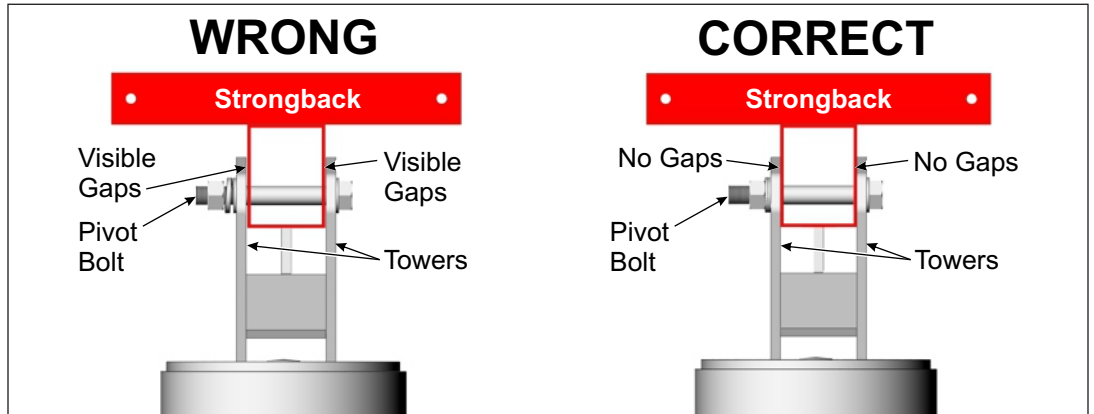 WRONG
Strongback
Visible
Gaps
Visible
Gaps
Pivot
Bolt
Towers
CORRECT
Strongback
No Gaps
No Gaps
Pivot
Bolt
Towers